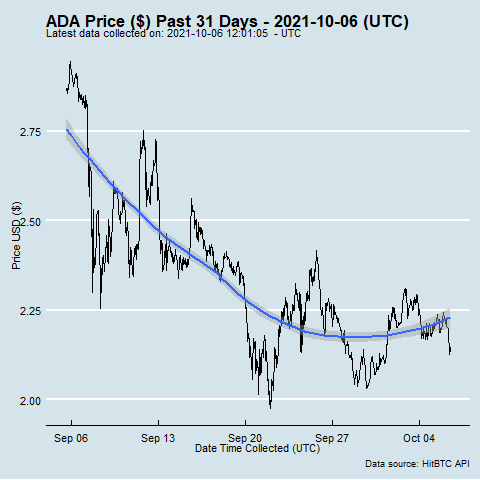 ADA Price ($) Past 31 Days - 2021-10-06 (UTC)
Latest data collected on: 2021-10-06 12:01:05  - UTC
2.75
2.50
2.25
2.00
Price USD ($)
Sep 06 Sep 13 Sep 20 Sep 27 Oct 04
Date Time Collected (UTC)
Data source: HitBTC API